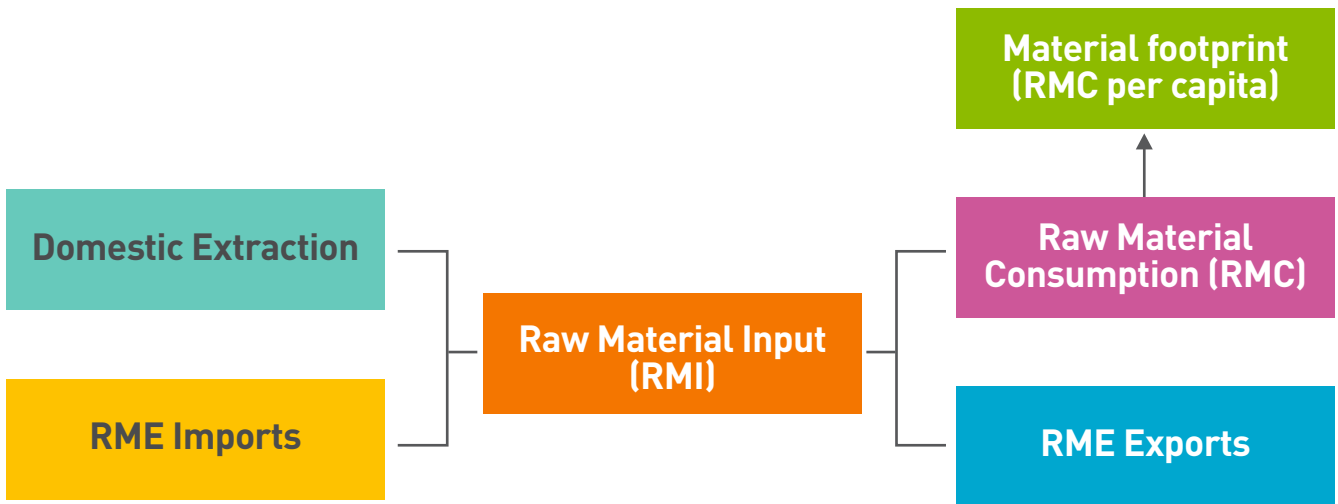 Material footprint
(RMC per capita)
Domestic Extraction
Raw Material
Consumption (RMC)
Raw Material Input
(RMI)
RME Imports
RME Exports